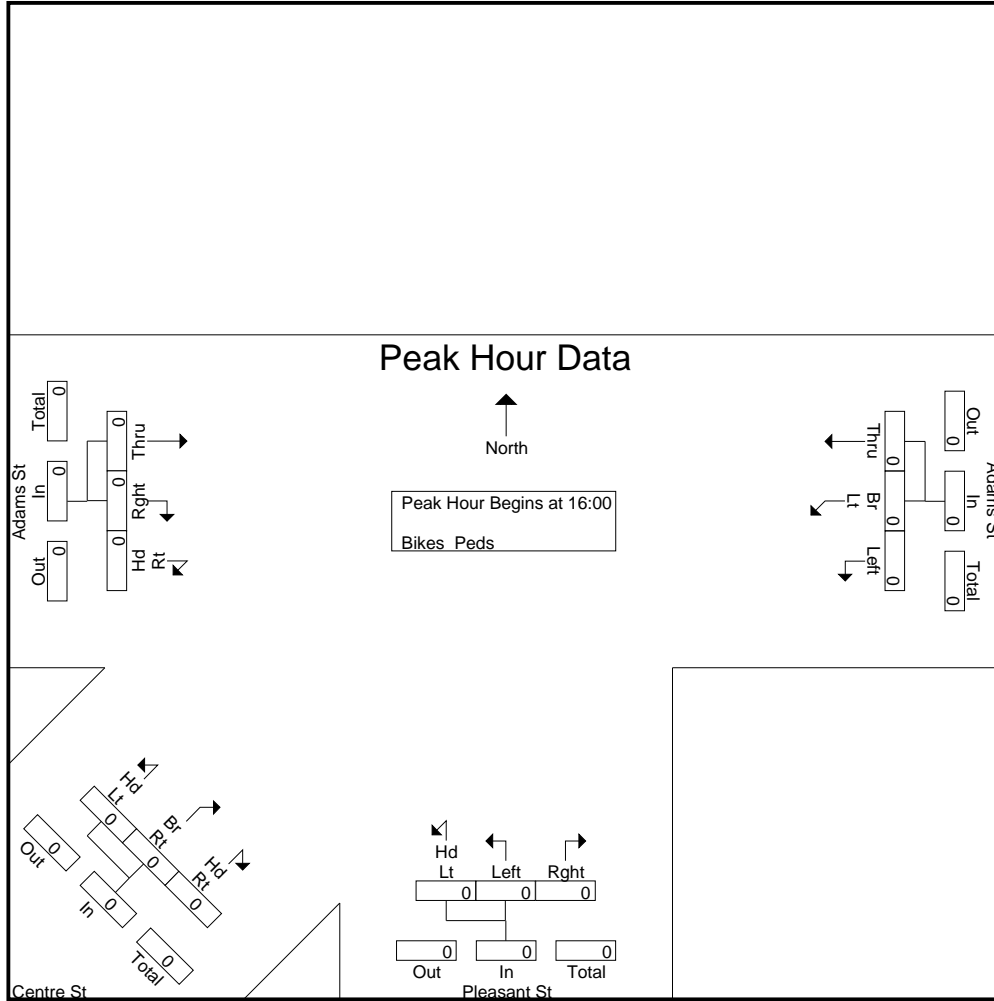 Peak Hour Data
North
Peak Hour Begins at 16:00
Bikes Peds
Adams St
Total
0
In
0
Out
0
0
Thru
0
Rght
0
Hd
Rt
Out
0
In
0
Total
0
Adams St
Thru
0
Br
Lt
0
Left
0
Hd
Lt
0
Br
Rt
0
Hd
Rt
0
Out
0
In
0
Total
0
Centre St
Hd
Lt Left Rght
0 0 0
0 0 0
Out In Total
Pleasant St